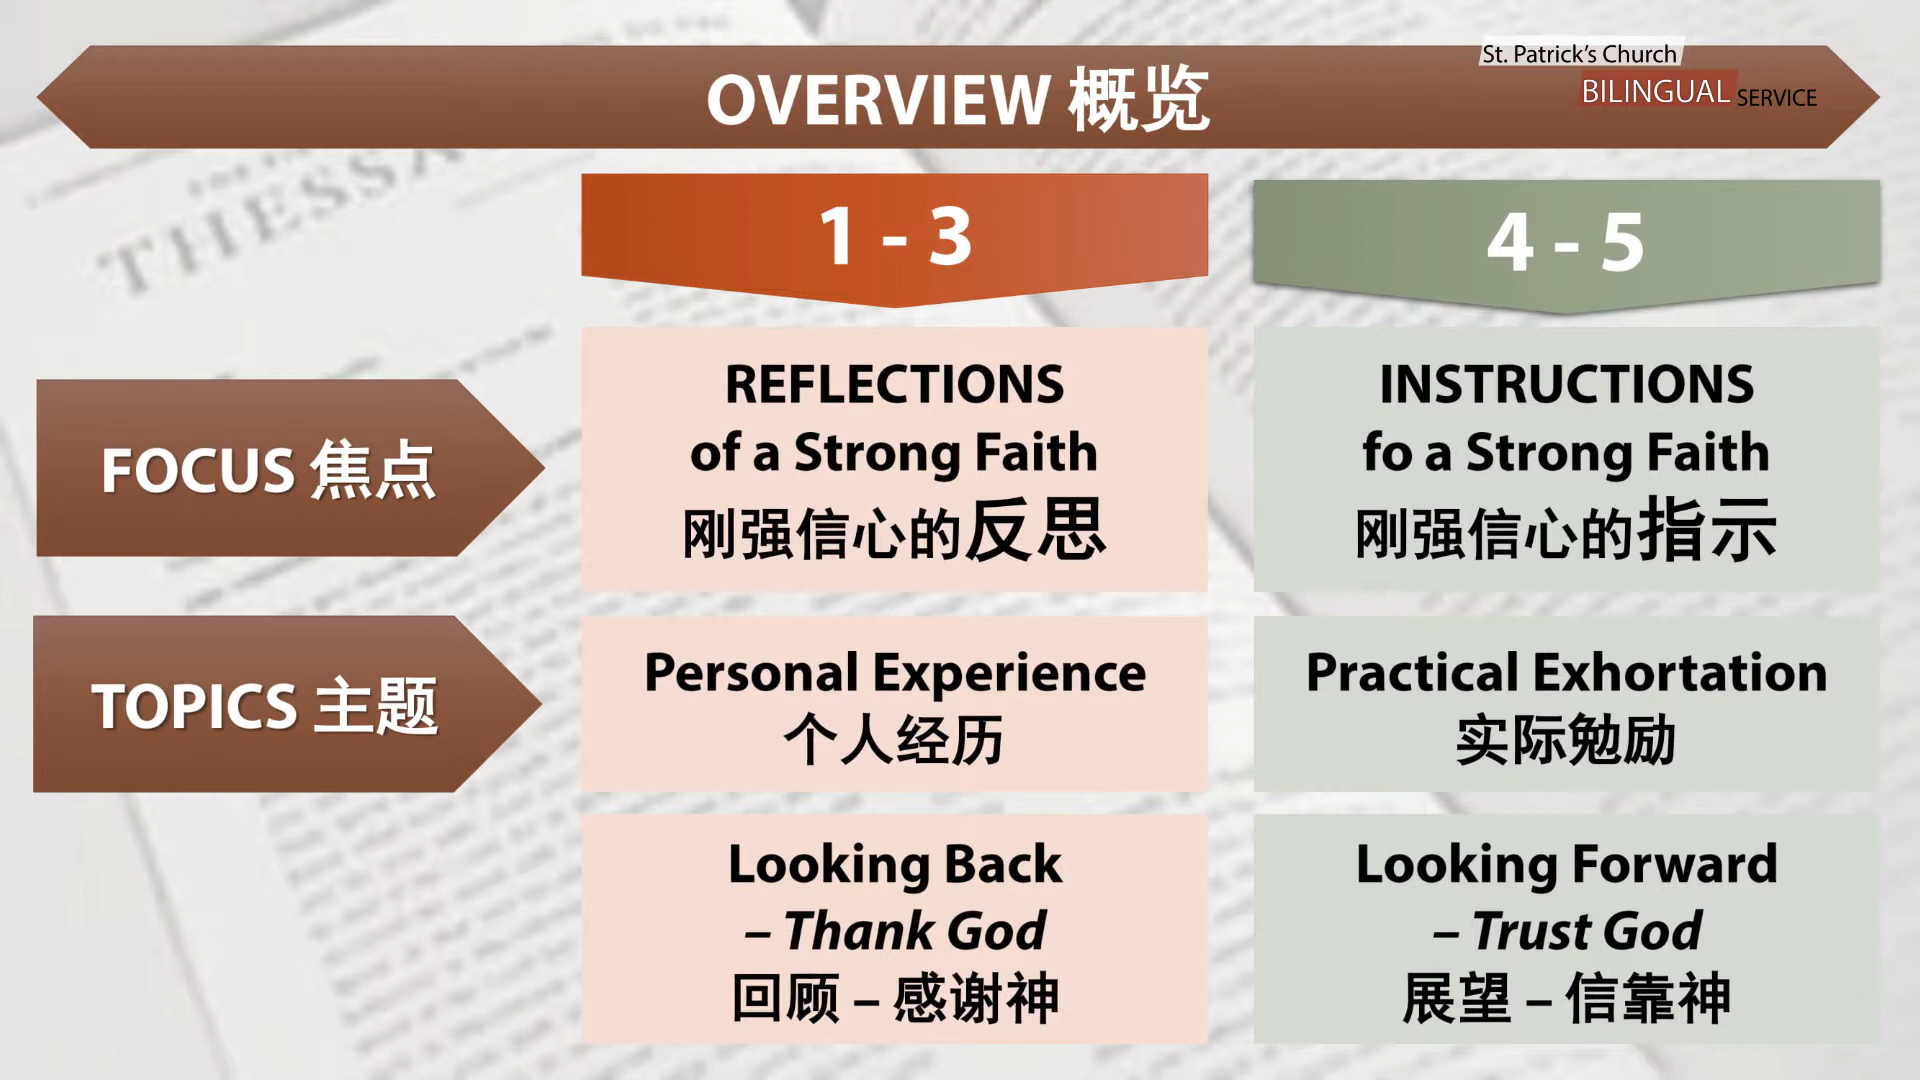 OVERVIEW 概览
St. Patrick's Church
BILINGUAL SERVICE
THESSA
1 - 3
4 - 5
FOCUS 焦点
REFLECTIONS
of a Strong Faith
刚强信心的反思
INSTRUCTIONS
fo a Strong Faith
刚强信心的指示
TOPICS 主题
Personal Experience
个人经历
Practical Exhortation
实际勉励
Looking Back
– Thank God
回顾 – 感谢神
Looking Forward
– Trust God
展望 – 信靠神